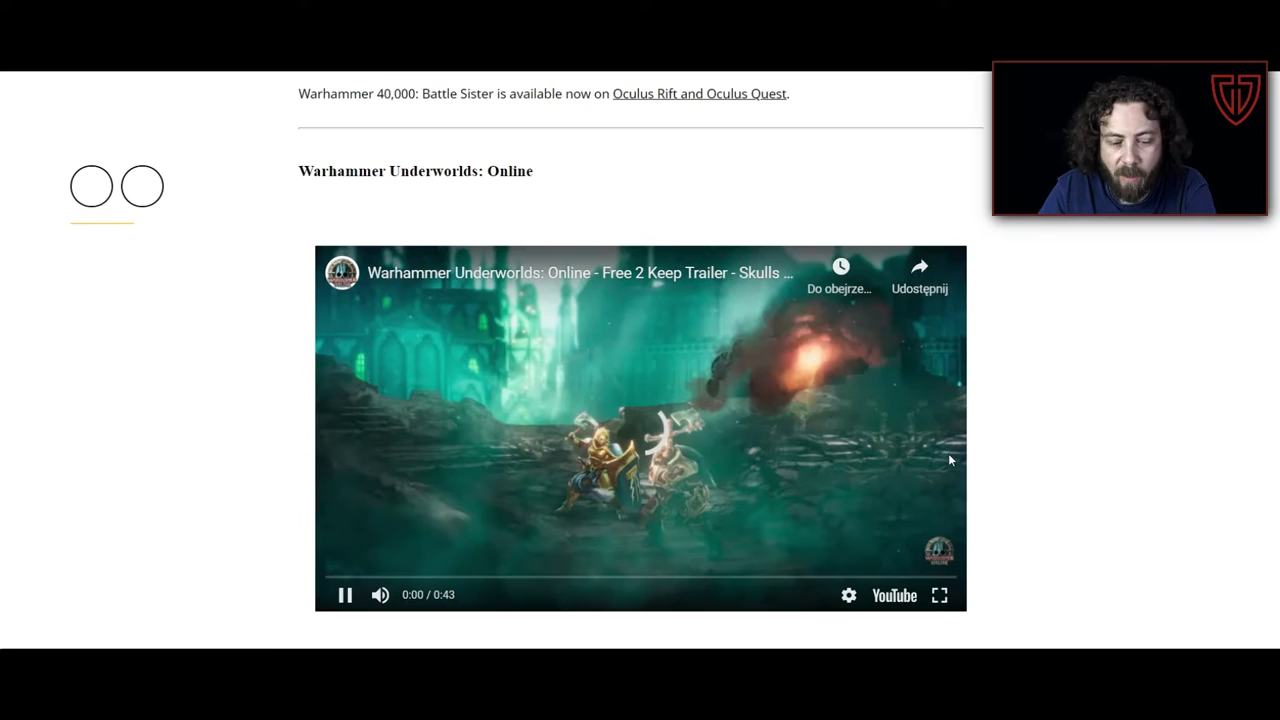 Warhammer 40,000: Battle Sister is available now on Oculus Rift and Oculus Quest.
Warhammer Underworlds: Online
Warhammer Underworlds: Online - Free 2 Keep Trailer - Skulls ...
Do obejrze...
Udostępnij
0:00 / 0:43
YouTube